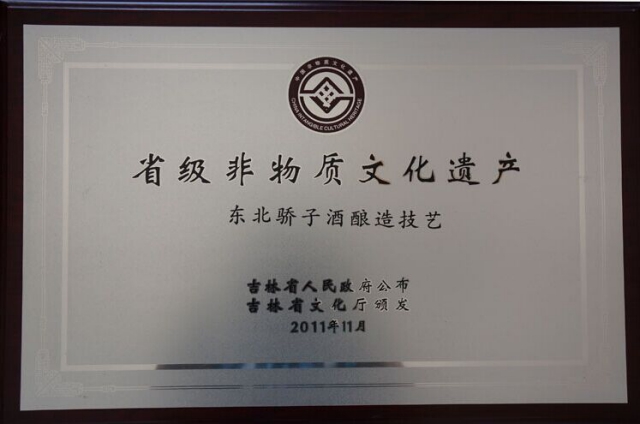 中国非物质文化遗产
CHINA INTANGIBLE CULTURAL HERITAGE
省级非物质文化遗产
东北骄子酒酿造技艺
吉林省人民政府公布
吉林省文化厅颁发
2011年11月